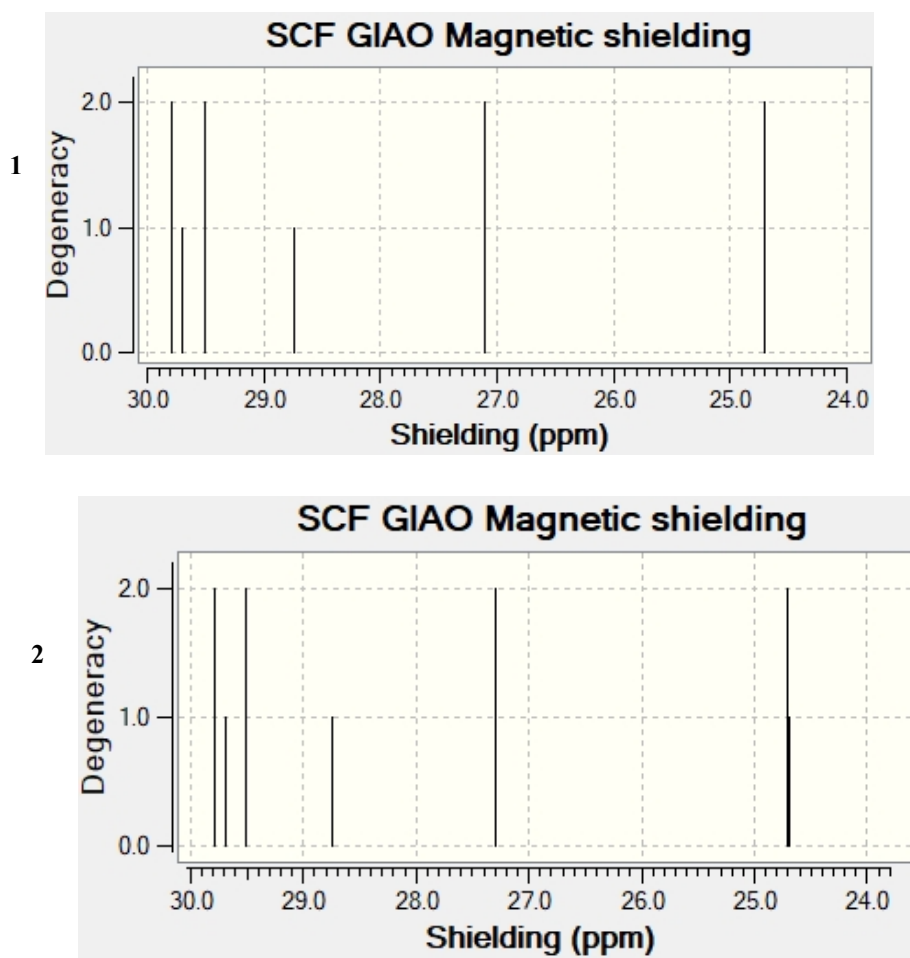 1
SCF GIAO Magnetic shielding
Degeneracy
2.0
1.0
0.0
30.0 29.0 28.0 27.0 26.0 25.0 24.0
Shielding (ppm)
2
SCF GIAO Magnetic shielding
Degeneracy
2.0
1.0
0.0
30.0 29.0 28.0 27.0 26.0 25.0 24.0
Shielding (ppm)